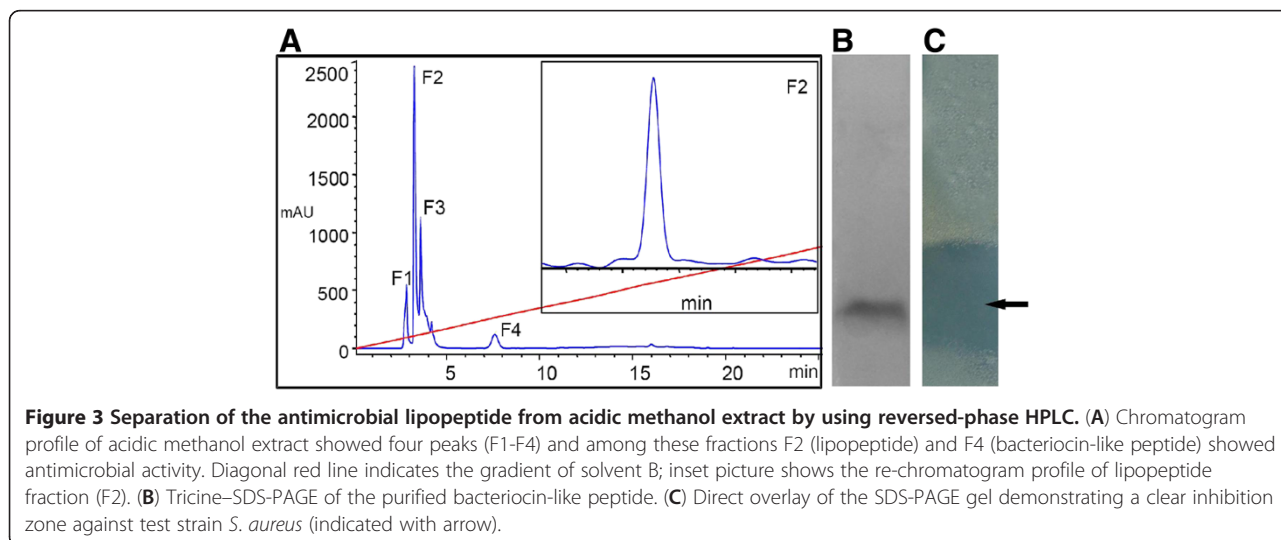 A
B
C
2500
2000
1500
mAU
1000
500
0
F1
F2
F3
F4
5
10
15
20
min
F2
min
Figure 3 Separation of the antimicrobial lipopeptide from acidic methanol extract by using reversed-phase HPLC. (A) Chromatogram
profile of acidic methanol extract showed four peaks (F1-F4) and among these fractions F2 (lipopeptide) and F4 (bacteriocin-like peptide) showed
antimicrobial activity. Diagonal red line indicates the gradient of solvent B; inset picture shows the re-chromatogram profile of lipopeptide
fraction (F2). (B) Tricine–SDS-PAGE of the purified bacteriocin-like peptide. (C) Direct overlay of the SDS-PAGE gel demonstrating a clear inhibition
zone against test strain S. aureus (indicated with arrow).